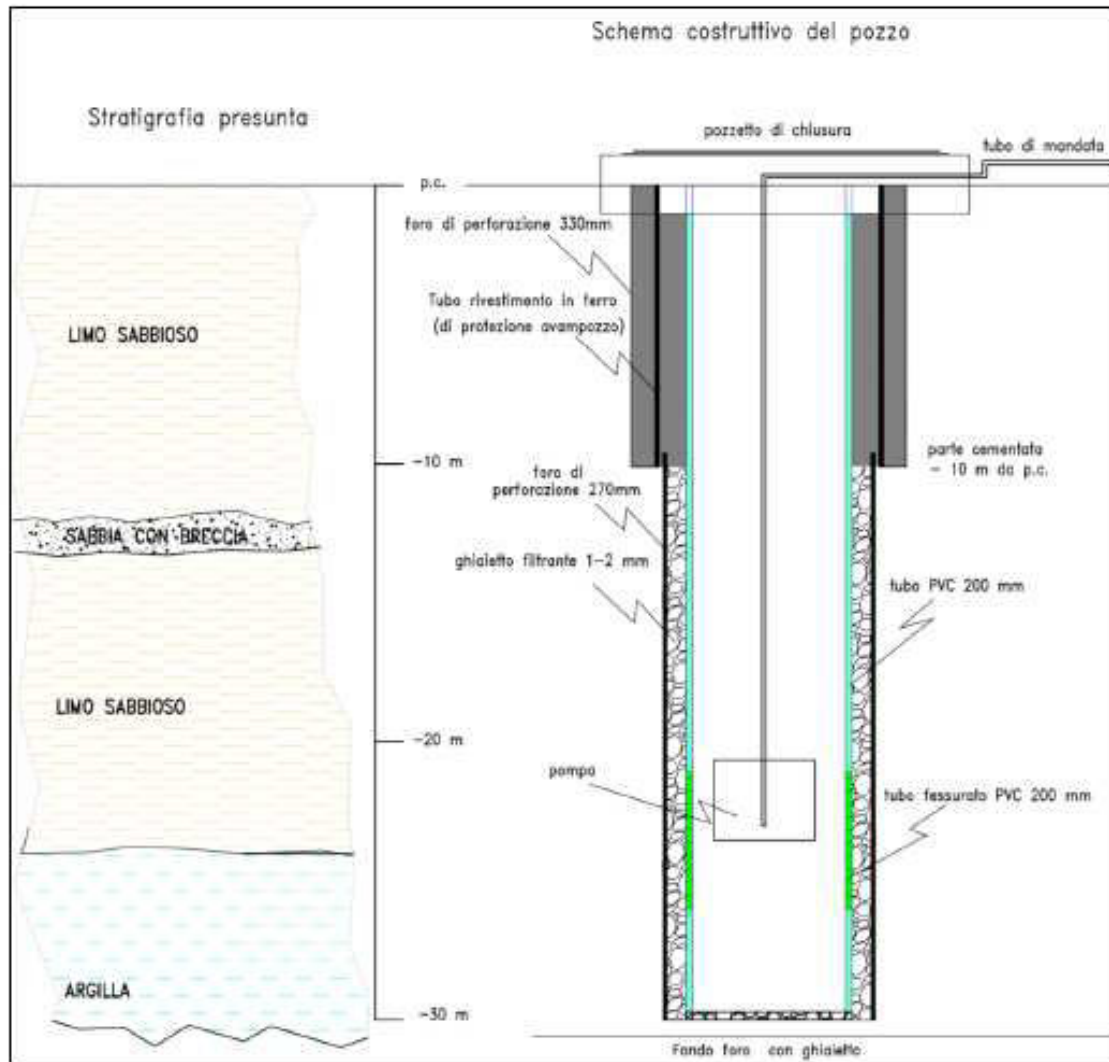 Schema costruttivo del pozzo
Stratigrafia presunta
pozzetto di chiusura
tubo di mandata
p.c.
foro di perforazione 330mm
Tubo rivestimento in ferro
(di protezione avampozzo)
LIMO SABBIOSO
-10 m
parte cementata
- 10 m da p.c.
foro di
perforazione 270mm
SABBIA CON BRECCIA
ghiaietto filtrante 1-2 mm
tubo PVC 200 mm
LIMO SABBIOSO
-20 m
pompa
tubo fessurato PVC 200 mm
ARGILLA
-30 m
Fondo foro con ghiaietto